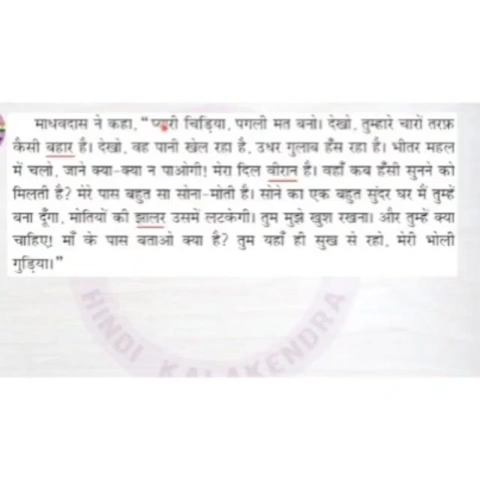 माधवदास ने कहा, “प्यारी चिड़िया, पगली मत बनो। देखो, तुम्हारे चारों तरफ़
कैसी बहार है। देखो, वह पानी खेल रहा है, उधर गुलाब हँस रहा है। भीतर महल
में चलो, जाने क्या-क्या न पाओगी! मेरा दिल वीरान है। वहाँ कब हँसी सुनने को
मिलती है? मेरे पास बहुत सा सोना-मोती है। सोने का एक बहुत सुंदर घर मैं तुम्हें
बना दूँगा, मोतियों की झालर उसमें लटकेगी। तुम मुझे खुश रखना। और तुम्हें क्या
चाहिए! माँ के पास बताओ क्या है? तुम यहाँ ही सुख से रहो, मेरी भोली
गुड़िया।”
HINDI KALAKENDRA